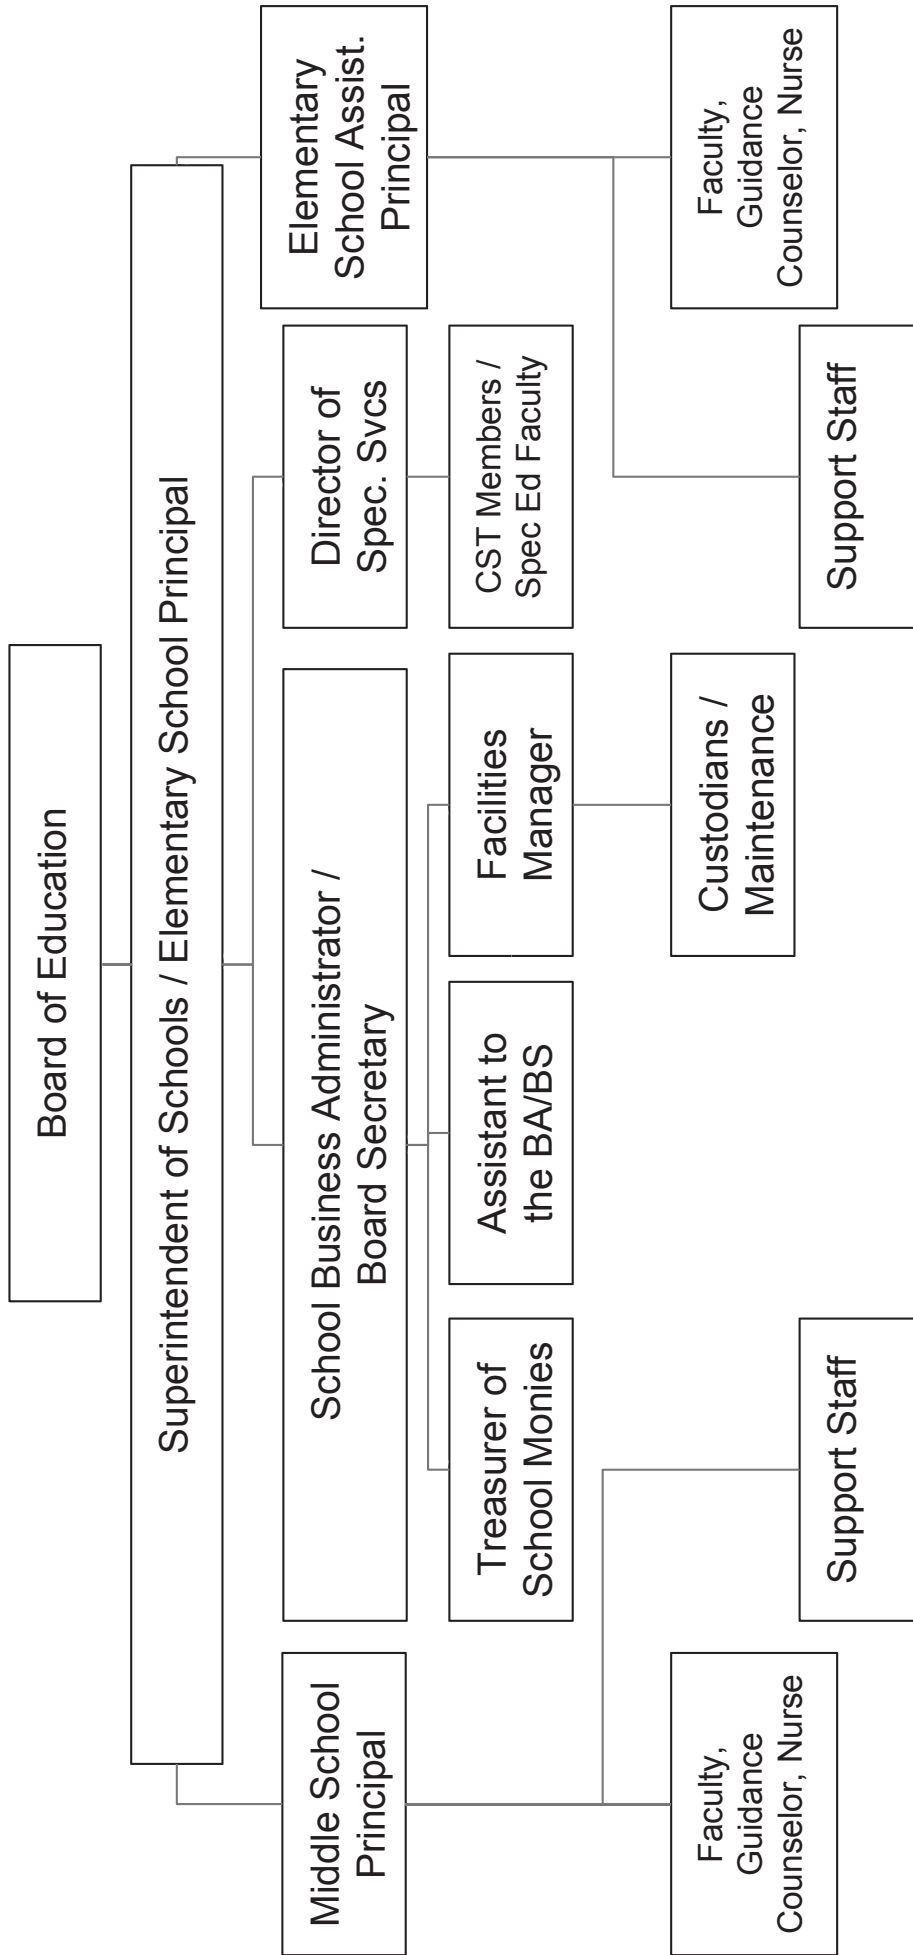 Board of Education
Superintendent of Schools / Elementary School Principal
Middle School
Principal
School Business Administrator /
Board Secretary
Director of
Spec. Svcs
Elementary
School Assist.
Principal
Treasurer of
School Monies
Assistant to
the BA/BS
Facilities
Manager
CST Members /
Spec Ed Faculty
Faculty,
Guidance
Counselor, Nurse
Custodians /
Maintenance
Faculty,
Guidance
Counselor, Nurse
Support Staff
Support Staff